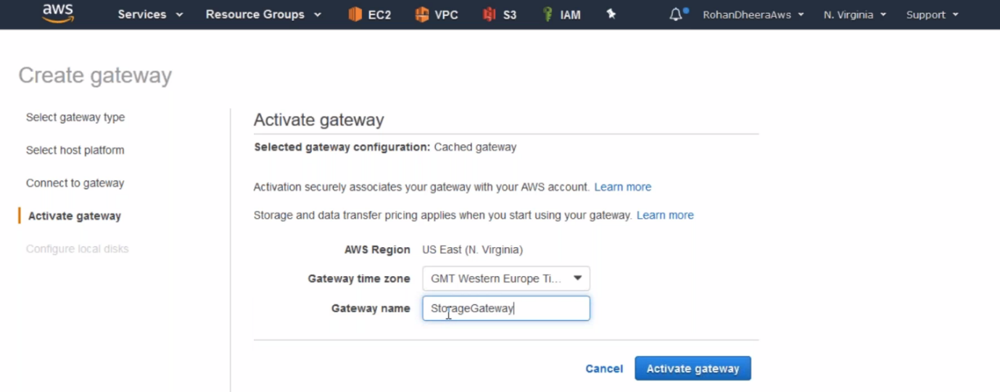 aws Services Resource Groups EC2 VPC S3 IAM RohanDheeraAws N. Virginia Support
Create gateway
Select gateway type
Select host platform
Connect to gateway
Activate gateway
Configure local disks
Activate gateway
Selected gateway configuration: Cached gateway
Activation securely associates your gateway with your AWS account. Learn more
Storage and data transfer pricing applies when you start using your gateway. Learn more
AWS Region US East (N. Virginia)
Gateway time zone GMT Western Europe Ti...
Gateway name StorageGateway
Cancel Activate gateway